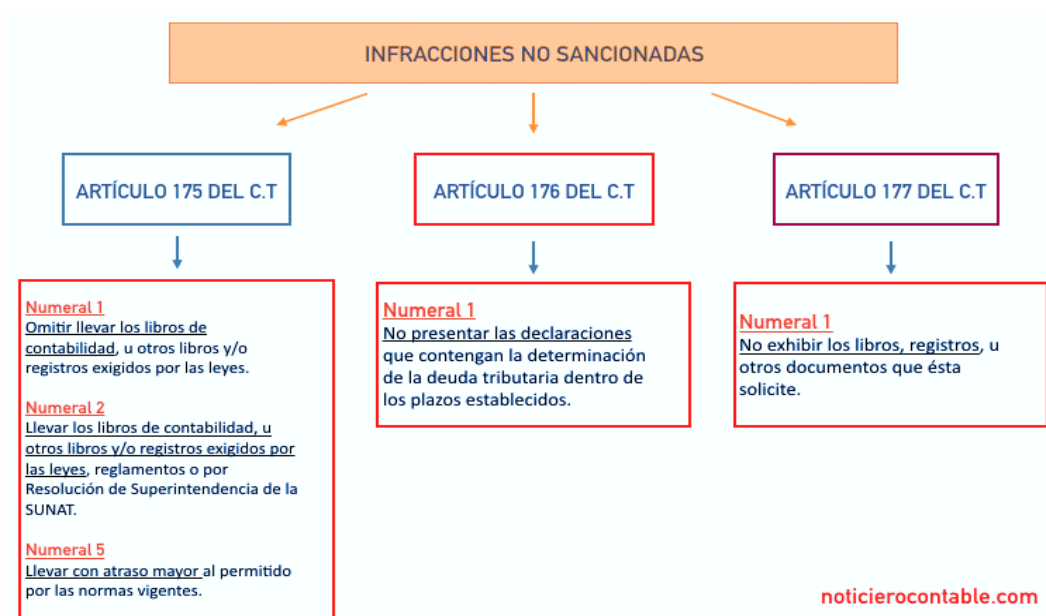 INFRACCIONES NO SANCIONADAS
ARTÍCULO 175 DEL C.T
Numeral 1
Omitir llevar los libros de
contabilidad, u otros libros y/o
registros exigidos por las leyes.
Numeral 2
Llevar los libros de contabilidad, u
otros libros y/o registros exigidos por
las leyes, reglamentos o por
Resolución de Superintendencia de la
SUNAT.
Numeral 5
Llevar con atraso mayor al permitido
por las normas vigentes.
ARTÍCULO 176 DEL C.T
Numeral 1
No presentar las declaraciones
que contengan la determinación
de la deuda tributaria dentro de
los plazos establecidos.
ARTÍCULO 177 DEL C.T
Numeral 1
No exhibir los libros, registros, u
otros documentos que ésta
solicite.
noticierocontable.com